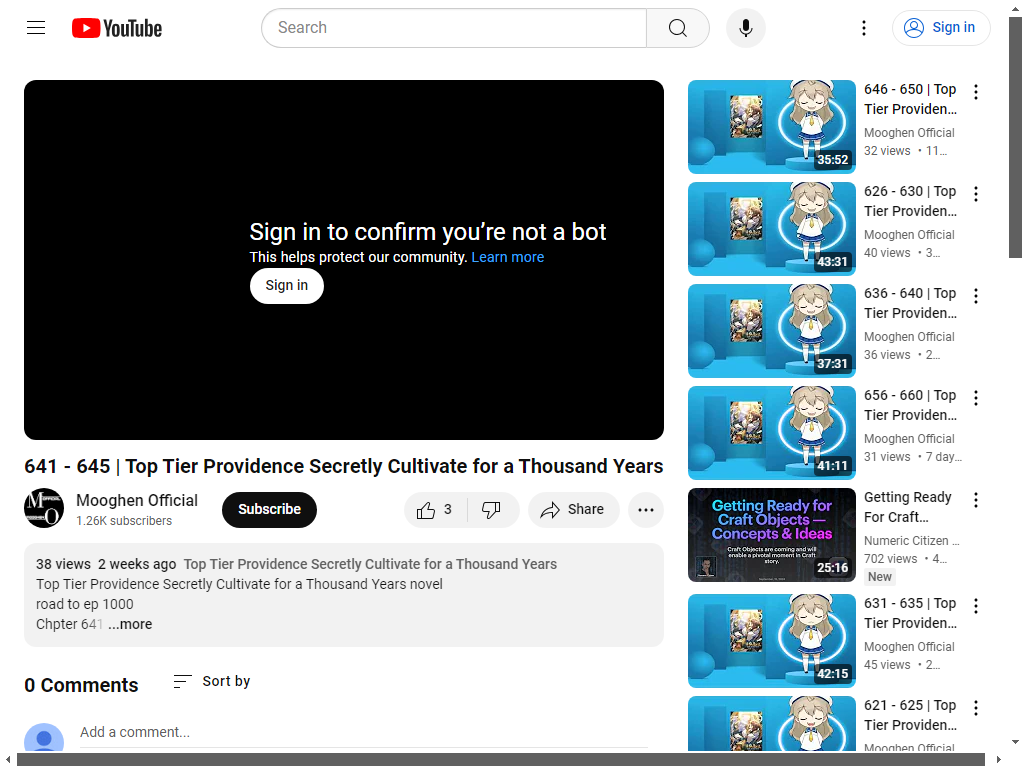 YouTube
Search
Sign in
Sign in to confirm you’re not a bot
This helps protect our community. Learn more
Sign in
641 - 645 | Top Tier Providence Secretly Cultivate for a Thousand Years
Mooghen Official
1.26K subscribers
Subscribe
3
Share
38 views 2 weeks ago Top Tier Providence Secretly Cultivate for a Thousand Years
Top Tier Providence Secretly Cultivate for a Thousand Years novel
road to ep 1000
Chpter 641 ...more
0 Comments
Sort by
Add a comment...
35:52
646 - 650 | Top
Tier Providen...
Mooghen Official
32 views • 11...
43:31
626 - 630 | Top
Tier Providen...
Mooghen Official
40 views • 3...
37:31
636 - 640 | Top
Tier Providen...
Mooghen Official
36 views • 2...
41:11
656 - 660 | Top
Tier Providen...
Mooghen Official
31 views • 7 day...
Getting Ready for
Craft Objects —
Concepts & Ideas
Craft Objects are coming and will
enable a pivotal moment in Craft
story.
25:16
Getting Ready
For Craft...
Numeric Citizen ...
702 views • 4...
New
42:15
631 - 635 | Top
Tier Providen...
Mooghen Official
45 views • 2...
621 - 625 | Top
Tier Providen...
Mooghen Official